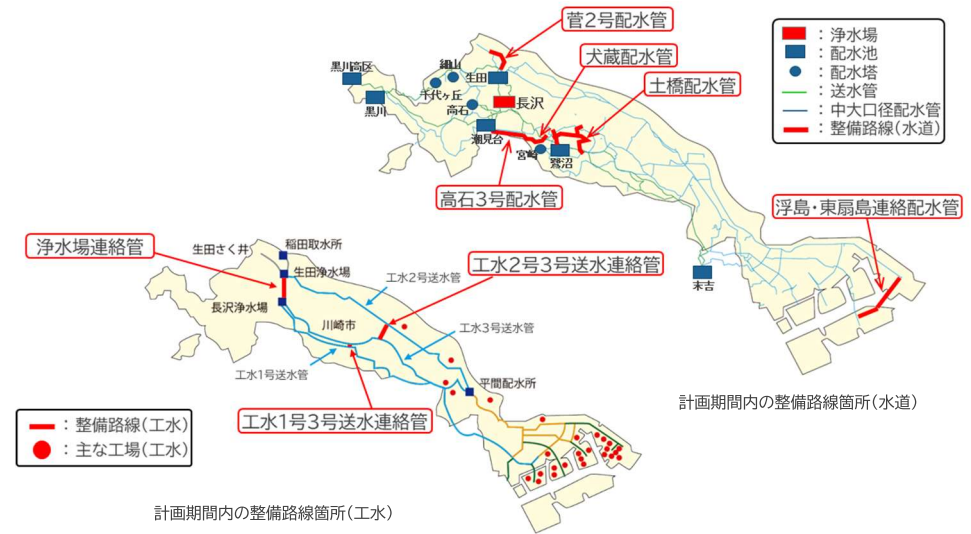 菅2号配水管
犬蔵配水管
土橋配水管
高石3号配水管
浮島・東扇島連絡配水管
黒川高区
細山
生田
千代ヶ丘
黒川
高石
長沢
潮見台
宮崎
鷺沼
末吉
：浄水場
：配水池
：配水塔
：送水管
：中大口径配水管
：整備路線（水道）
計画期間内の整備路線箇所（水道）
浄水場連絡管
生田さく井
稲田取水所
生田浄水場
工水2号3号送水連絡管
工水2号送水管
長沢浄水場
川崎市
工水3号送水管
工水1号送水管
平間配水所
工水1号3号送水連絡管
：整備路線（工水）
：主な工場（工水）
計画期間内の整備路線箇所（工水）